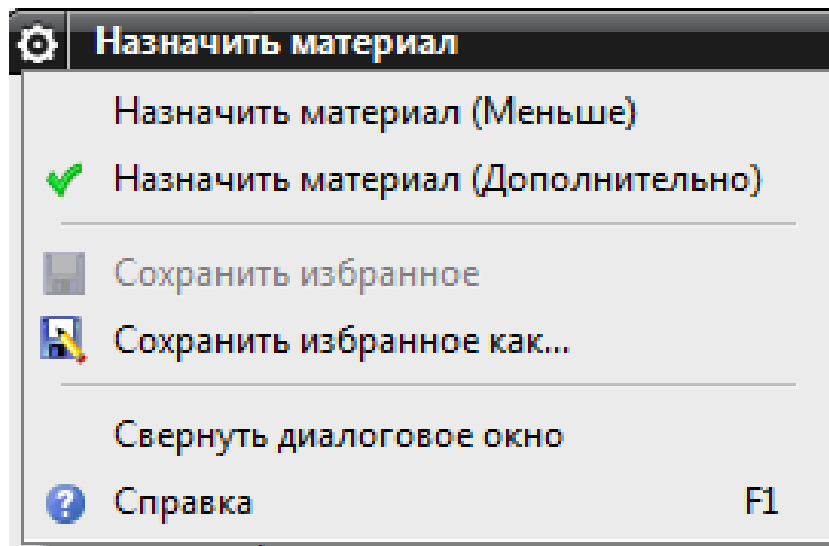 Назначить материал
Назначить материал (Меньше)
Назначить материал (Дополнительно)
Сохранить избранное
Сохранить избранное как...
Свернуть диалоговое окно
Справка F1